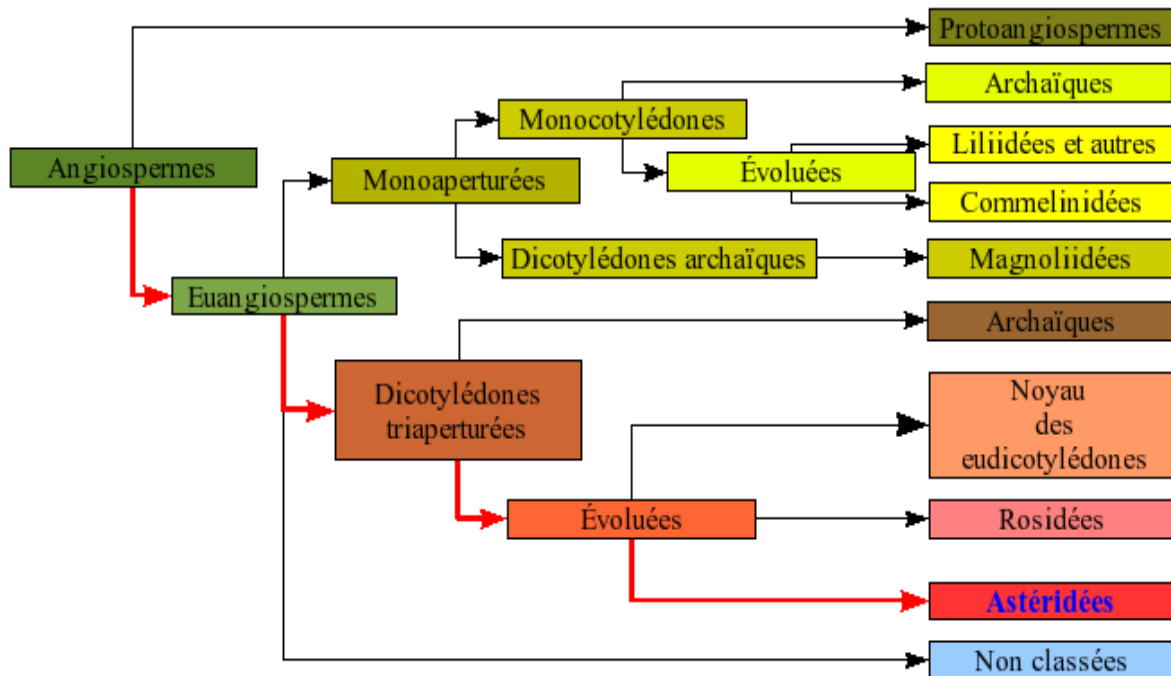 Protoangiospermes
Archaïques
Monocotylédones
Liliidées et autres
Angiospermes
Monoaperturées
Évoluées
Commelinidées
Dicotylédones archaïques
Magnoliidées
Euangiospermes
Archaïques
Dicotylédones
triaperturées
Noyau
des
eudicotylédones
Évoluées
Rosidées
Astéridées
Non classées